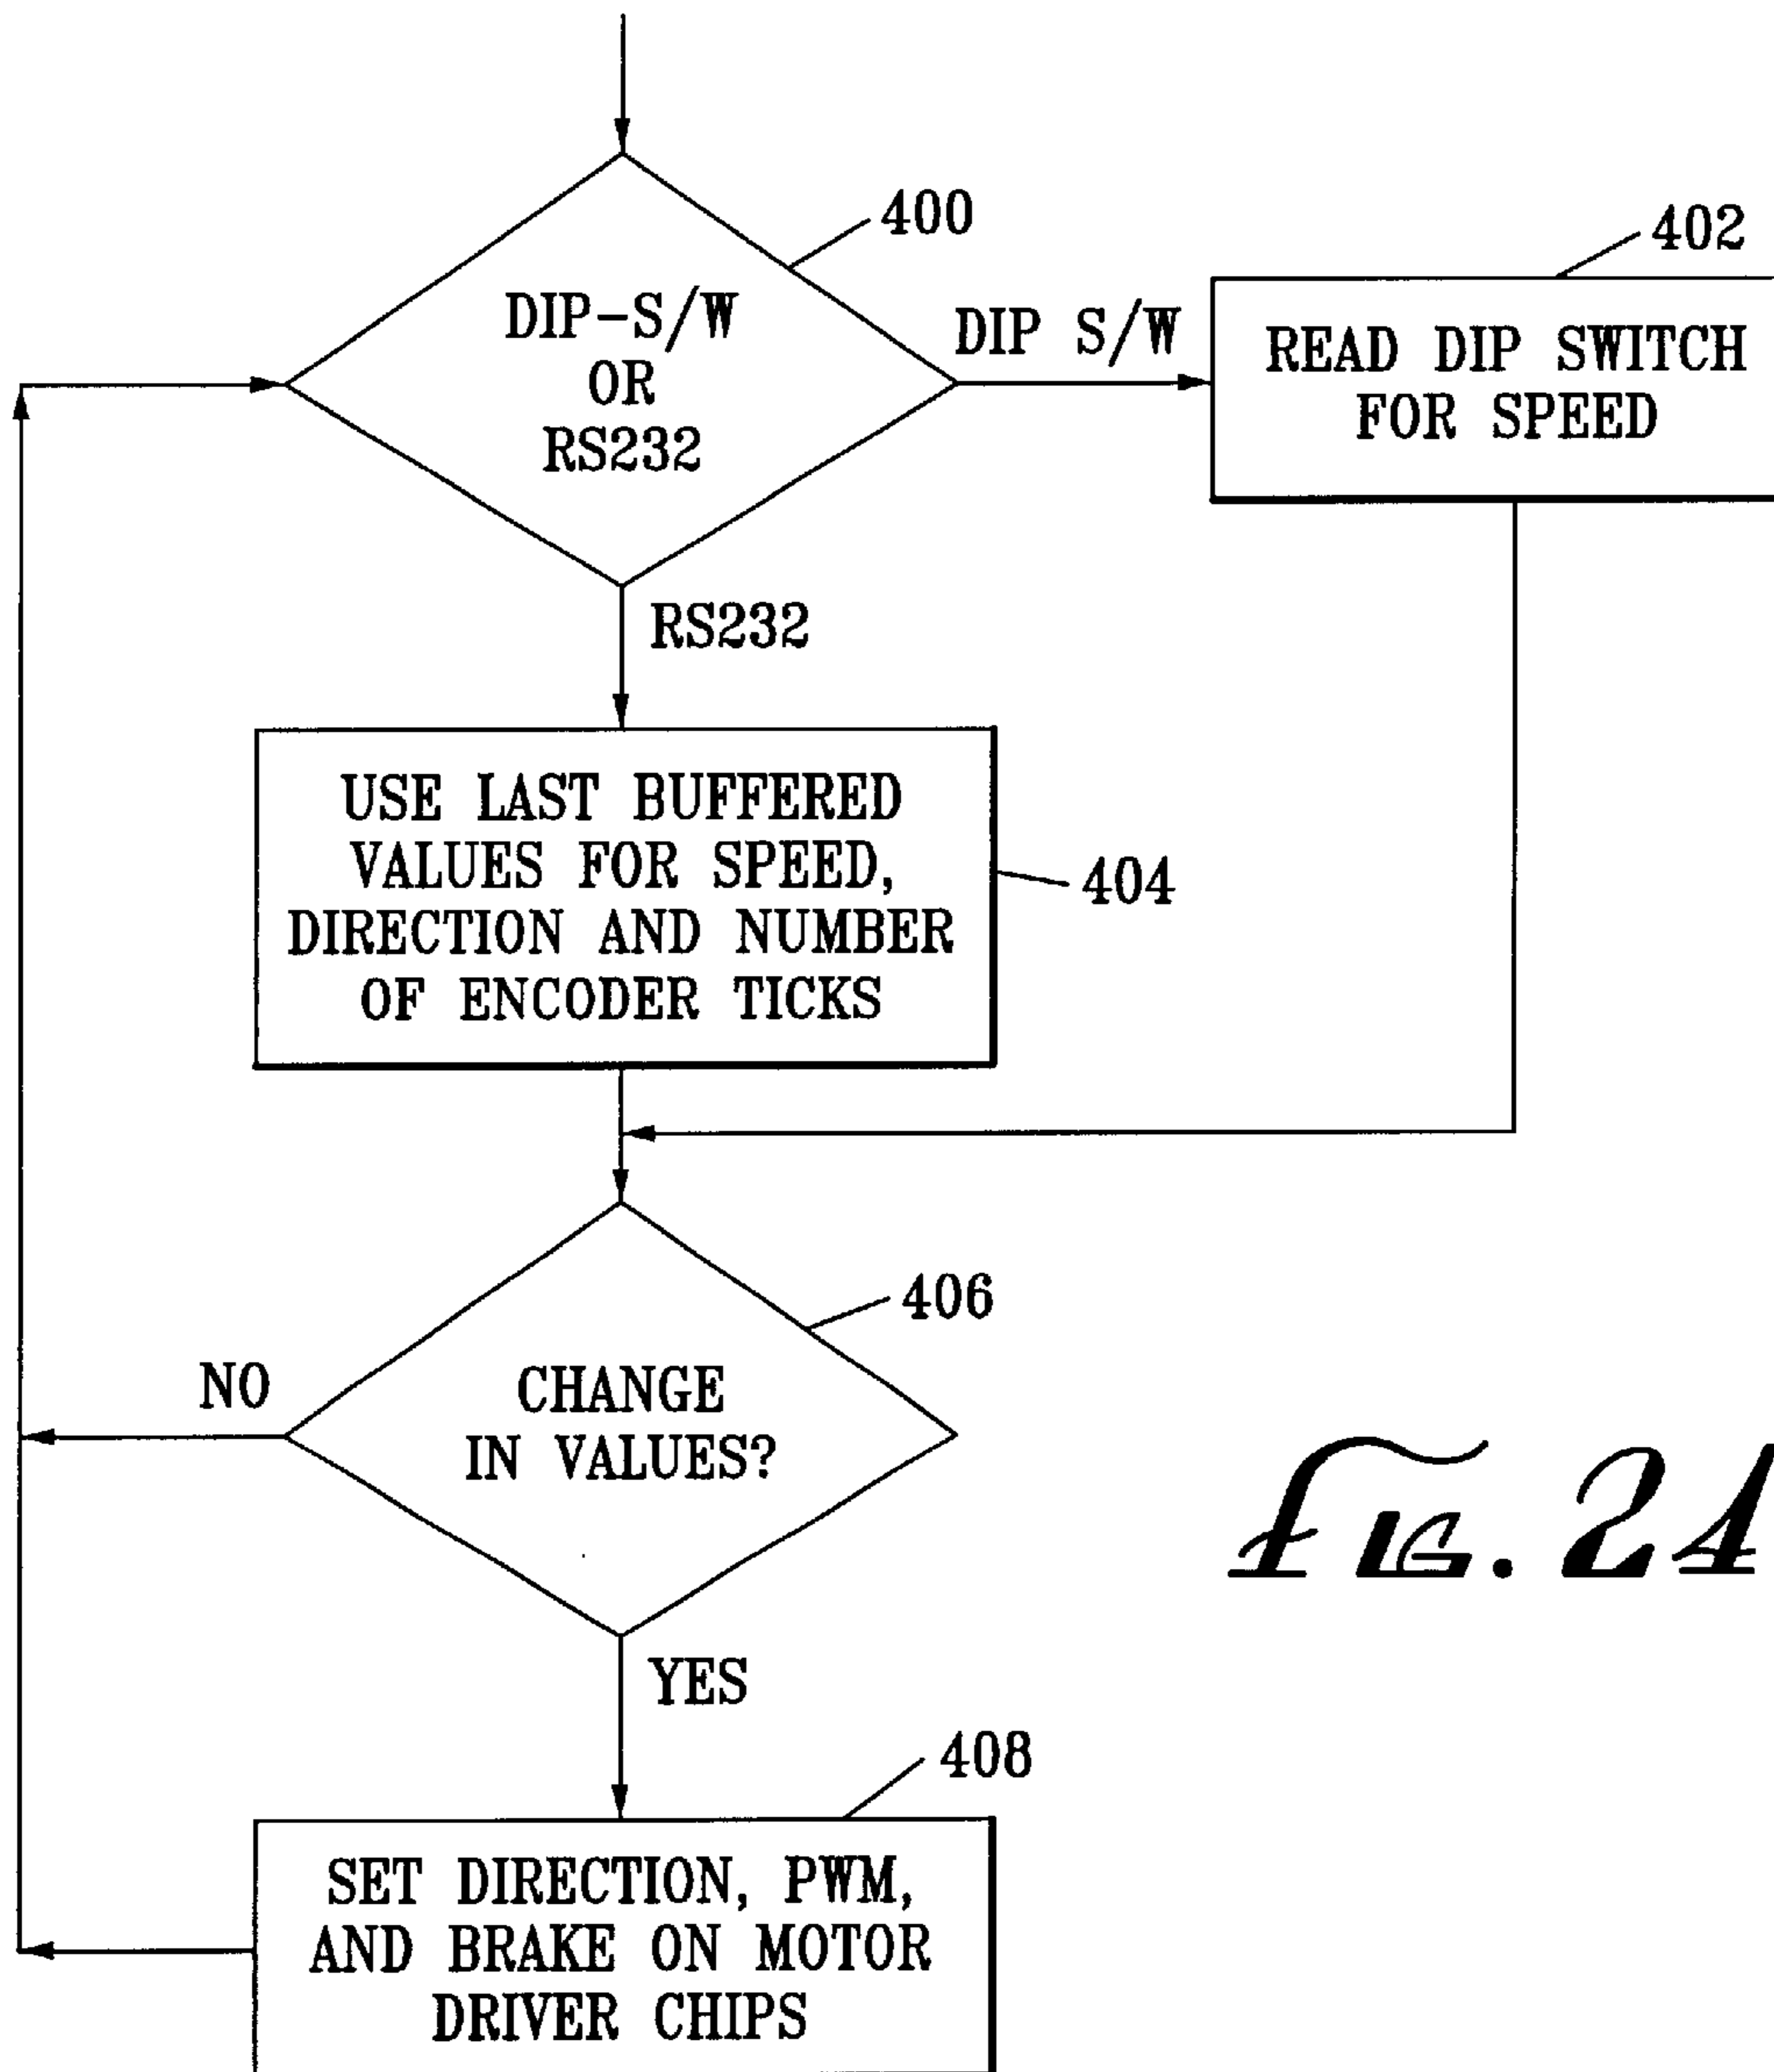 400
DIP-S/W
OR
RS232
DIP S/W
402
READ DIP SWITCH
FOR SPEED
RS232
USE LAST BUFFERED
VALUES FOR SPEED,
DIRECTION AND NUMBER
OF ENCODER TICKS
404
406
CHANGE
IN VALUES?
NO
YES
408
SET DIRECTION, PWM,
AND BRAKE ON MOTOR
DRIVER CHIPS
FIG. 24